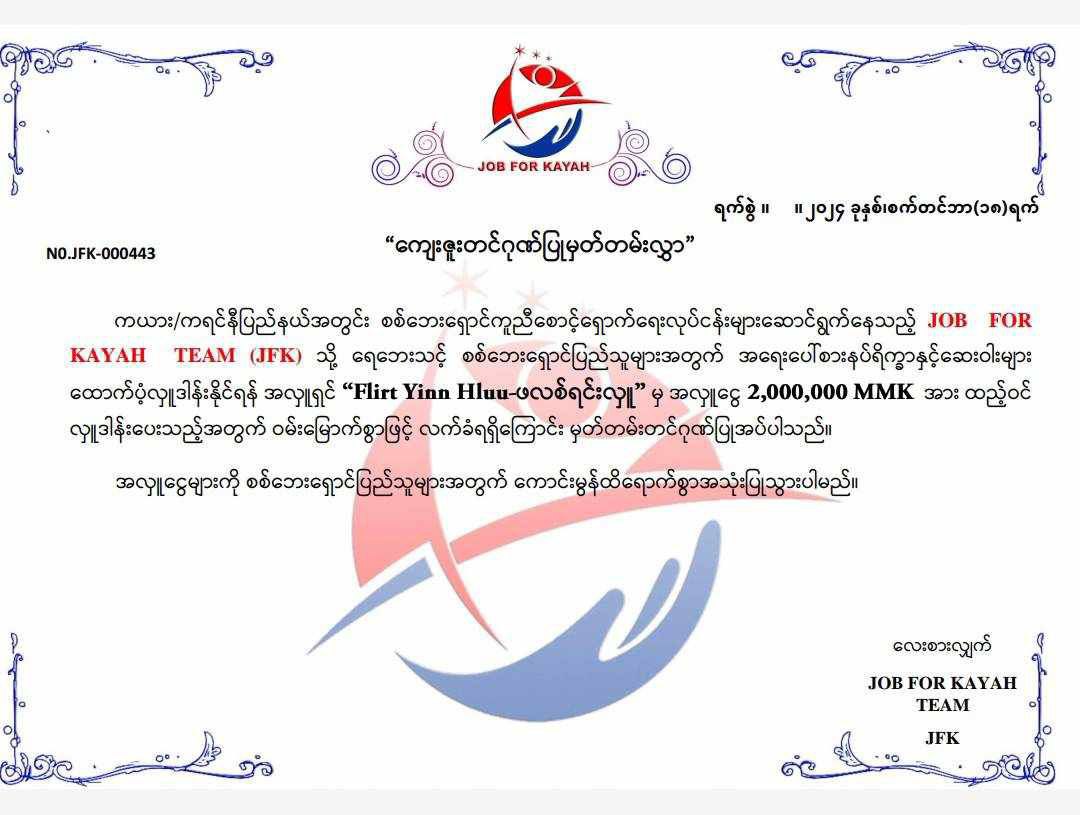 JOB FOR KAYAH
ရက်စွဲ ။ ။၂၀၂၄ ခုနှစ်၊စက်တင်ဘာ(၁၈)ရက်
N0.JFK-000443
“ကျေးဇူးတင်ဂုဏ်ပြုမှတ်တမ်းလွှာ”
ကယား/ကရင်နီပြည်နယ်အတွင်း စစ်ဘေးရှောင်ကူညီစောင့်ရှောက်ရေးလုပ်ငန်းများဆောင်ရွက်နေသည့် JOB FOR
KAYAH TEAM (JFK) သို့ ရေဘေးသင့် စစ်ဘေးရှောင်ပြည်သူများအတွက် အရေးပေါ်စားနပ်ရိက္ခာနှင့်ဆေးဝါးများ
ထောက်ပံ့လှူဒါန်းနိုင်ရန် အလှူရှင် “Flirt Yinn Hluu-ဖလစ်ရင်းလှူ” မှ အလှူငွေ 2,000,000 MMK အား ထည့်ဝင်
လှူဒါန်းပေးသည့်အတွက် ဝမ်းမြောက်စွာဖြင့် လက်ခံရရှိကြောင်း မှတ်တမ်းတင်ဂုဏ်ပြုအပ်ပါသည်။
အလှူငွေများကို စစ်ဘေးရှောင်ပြည်သူများအတွက် ကောင်းမွန်ထိရောက်စွာအသုံးပြုသွားပါမည်။
လေးစားလျှက်
JOB FOR KAYAH
TEAM
JFK